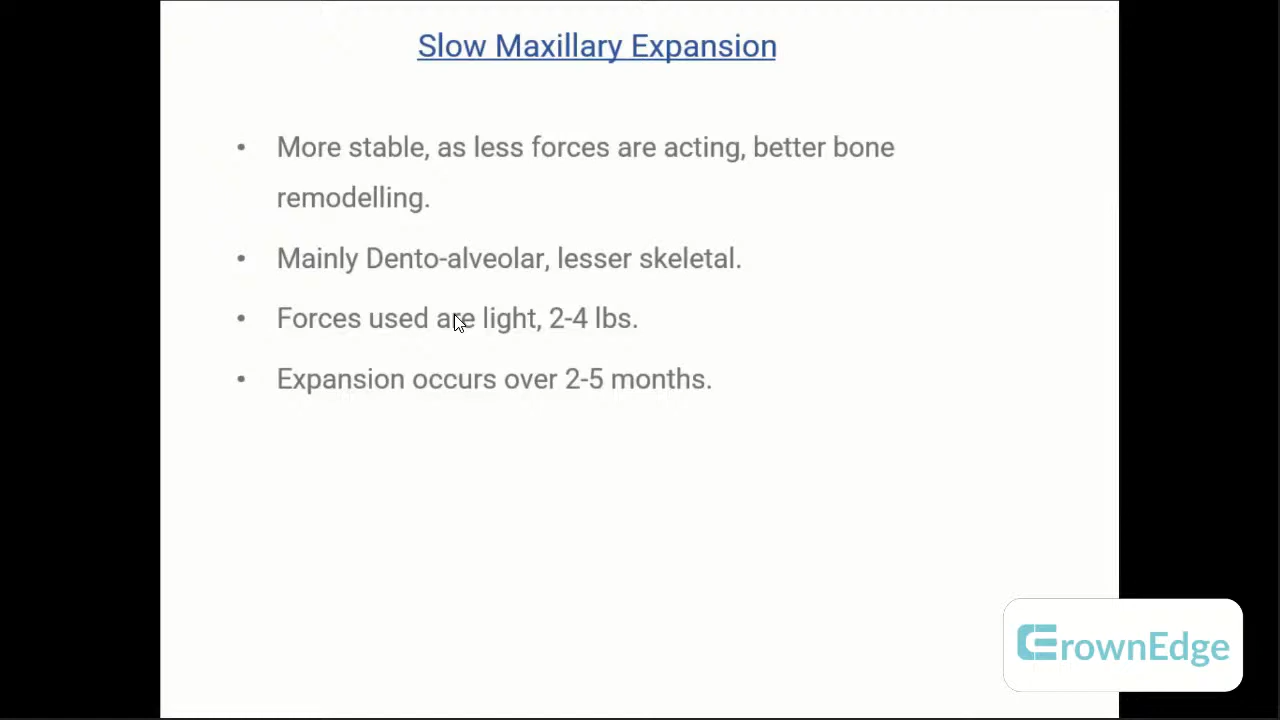 Slow Maxillary Expansion
• More stable, as less forces are acting, better bone
remodelling.
• Mainly Dento-alveolar, lesser skeletal.
• Forces used are light, 2-4 lbs.
• Expansion occurs over 2-5 months.
CrownEdge